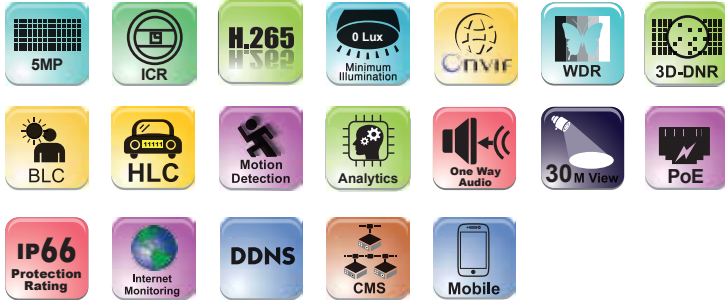 5MP
ICR
H.265
0 Lux
Minimum
Illumination
ONVIF
WDR
3D-DNR
BLC
11111
HLC
Motion
Detection
Analytics
One Way
Audio
30M View
PoE
IP66
Protection
Rating
Internet
Monitoring
DDNS
CMS
Mobile